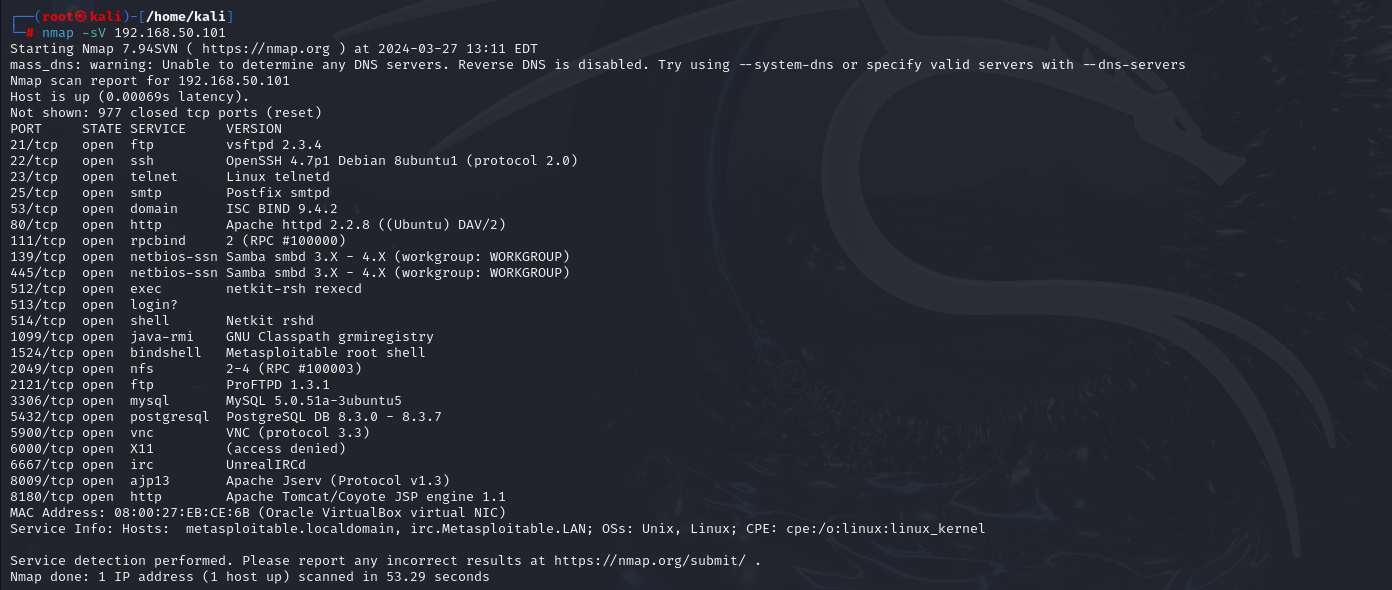 ┌──(root㉿kali)-[/home/kali]
└─# nmap -sV 192.168.50.101
Starting Nmap 7.94SVN ( https://nmap.org ) at 2024-03-27 13:11 EDT
mass_dns: warning: Unable to determine any DNS servers. Reverse DNS is disabled. Try using --system-dns or specify valid servers with --dns-servers
Nmap scan report for 192.168.50.101
Host is up (0.00069s latency).
Not shown: 977 closed tcp ports (reset)
PORT     STATE SERVICE     VERSION
21/tcp   open  ftp         vsftpd 2.3.4
22/tcp   open  ssh         OpenSSH 4.7p1 Debian 8ubuntu1 (protocol 2.0)
23/tcp   open  telnet      Linux telnetd
25/tcp   open  smtp        Postfix smtpd
53/tcp   open  domain      ISC BIND 9.4.2
80/tcp   open  http        Apache httpd 2.2.8 ((Ubuntu) DAV/2)
111/tcp  open  rpcbind     2 (RPC #100000)
139/tcp  open  netbios-ssn Samba smbd 3.X - 4.X (workgroup: WORKGROUP)
445/tcp  open  netbios-ssn Samba smbd 3.X - 4.X (workgroup: WORKGROUP)
512/tcp  open  exec        netkit-rsh rexecd
513/tcp  open  login?
514/tcp  open  shell       Netkit rshd
1099/tcp open  java-rmi    GNU Classpath grmiregistry
1524/tcp open  bindshell   Metasploitable root shell
2049/tcp open  nfs         2-4 (RPC #100003)
2121/tcp open  ftp         ProFTPD 1.3.1
3306/tcp open  mysql       MySQL 5.0.51a-3ubuntu5
5432/tcp open  postgresql  PostgreSQL DB 8.3.0 - 8.3.7
5900/tcp open  vnc         VNC (protocol 3.3)
6000/tcp open  X11         (access denied)
6667/tcp open  irc         UnrealIRCd
8009/tcp open  ajp13       Apache Jserv (Protocol v1.3)
8180/tcp open  http        Apache Tomcat/Coyote JSP engine 1.1
MAC Address: 08:00:27:EB:CE:6B (Oracle VirtualBox virtual NIC)
Service Info: Hosts:  metasploitable.localdomain, irc.Metasploitable.LAN; OSs: Unix, Linux; CPE: cpe:/o:linux:linux_kernel

Service detection performed. Please report any incorrect results at https://nmap.org/submit/ .
Nmap done: 1 IP address (1 host up) scanned in 53.29 seconds